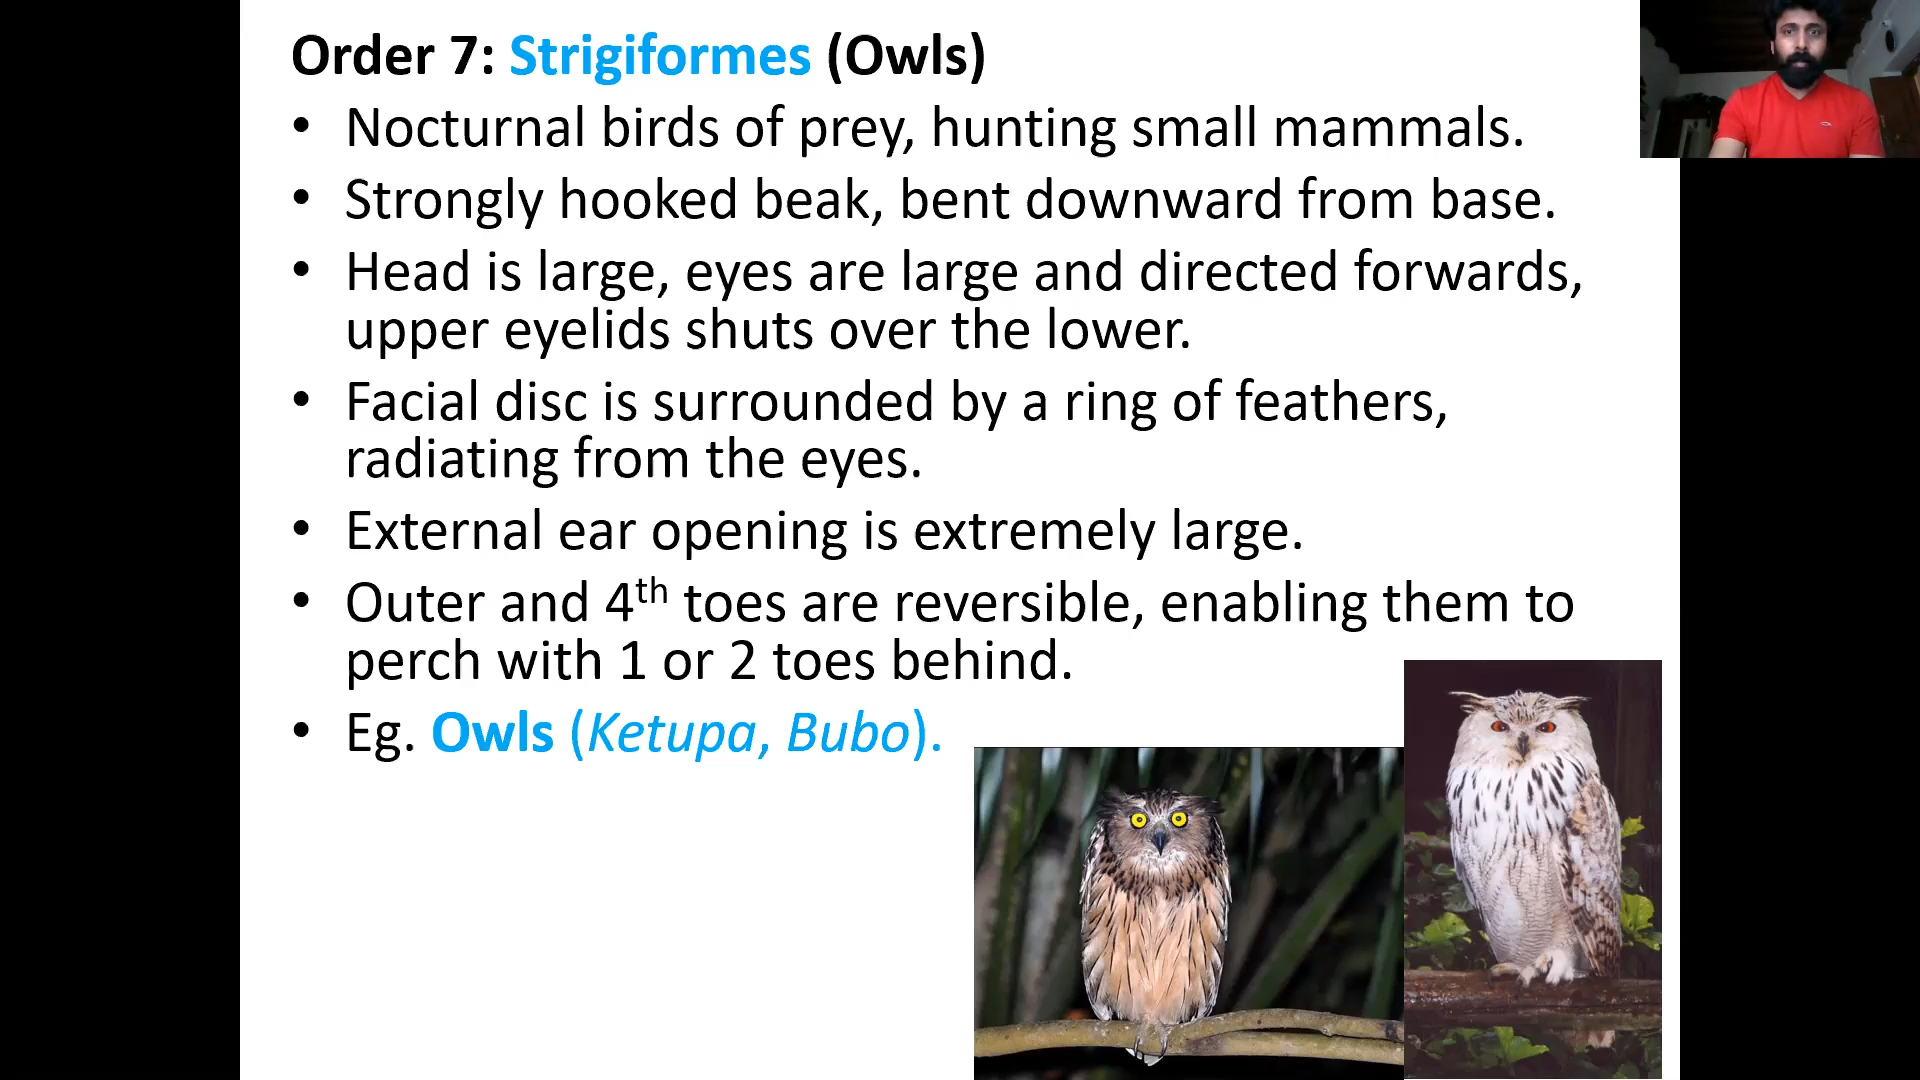 Order 7: Strigiformes (Owls)
• Nocturnal birds of prey, hunting small mammals.
• Strongly hooked beak, bent downward from base.
• Head is large, eyes are large and directed forwards,
upper eyelids shuts over the lower.
• Facial disc is surrounded by a ring of feathers,
radiating from the eyes.
• External ear opening is extremely large.
• Outer and 4th toes are reversible, enabling them to
perch with 1 or 2 toes behind.
• Eg. Owls (Ketupa, Bubo).